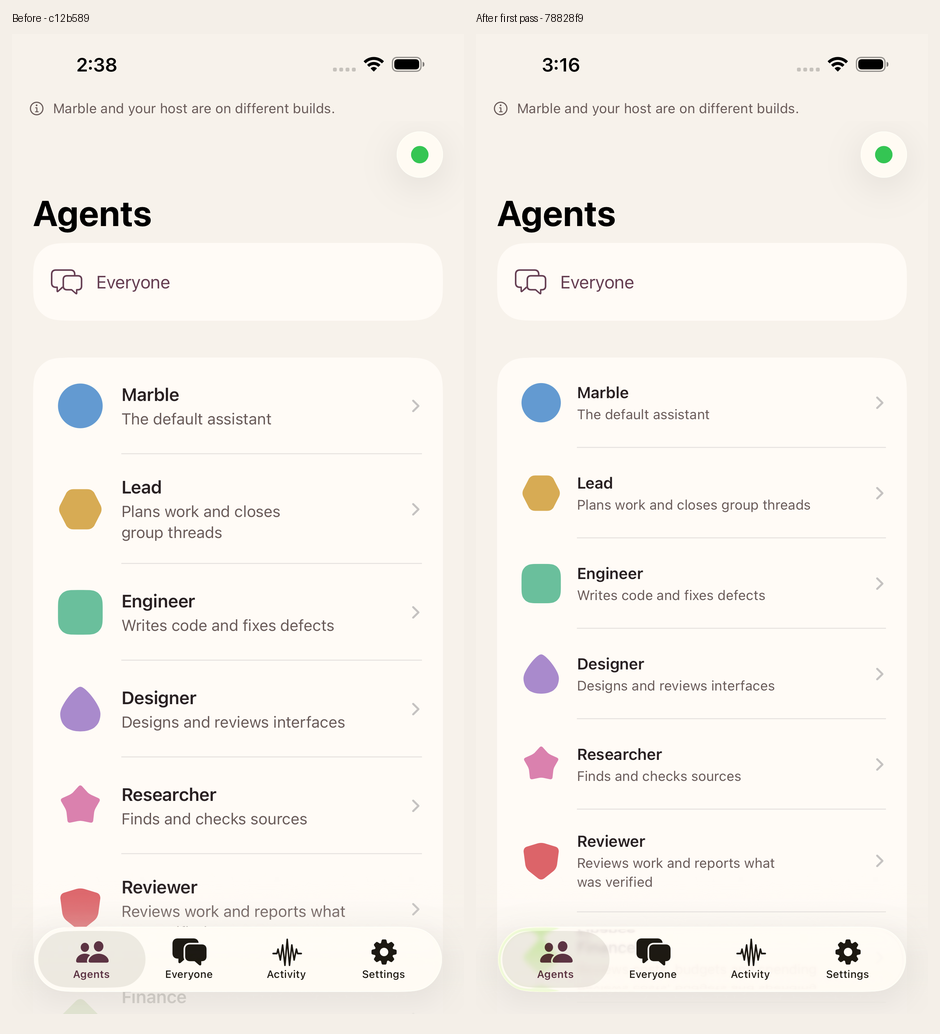 Before - c12b589
2:38
Marble and your host are on different builds.
Agents
Everyone
Marble
The default assistant
Lead
Plans work and closes
group threads
Engineer
Writes code and fixes defects
Designer
Designs and reviews interfaces
Researcher
Finds and checks sources
Reviewer
Reviews work and reports what
Agents
Everyone
Activity
Settings
Finance
After first pass - 78828f9
3:16
Marble and your host are on different builds.
Agents
Everyone
Marble
The default assistant
Lead
Plans work and closes group threads
Engineer
Writes code and fixes defects
Designer
Designs and reviews interfaces
Researcher
Finds and checks sources
Reviewer
Reviews work and reports what
was verified
Finance
Agents
Everyone
Activity
Settings